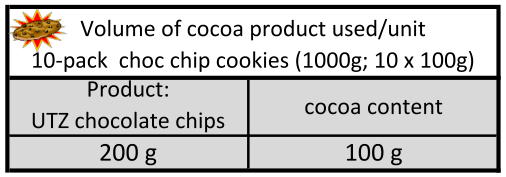 Volume of cocoa product used/unit
10-pack choc chip cookies (1000g; 10 x 100g)
Product:
UTZ chocolate chips
cocoa content
200 g
100 g